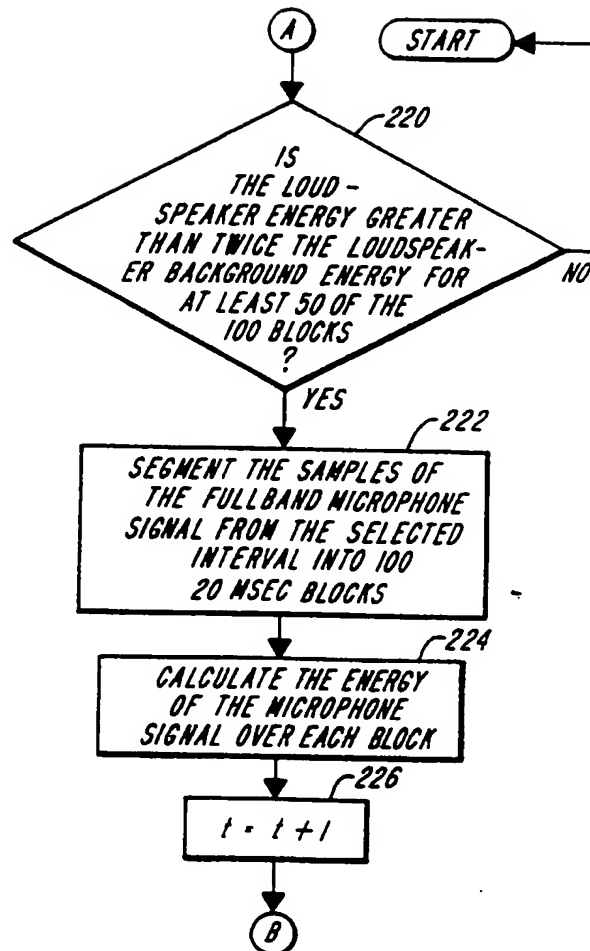 A
START
220
IS
THE LOUD-
SPEAKER ENERGY GREATER
THAN TWICE THE LOUDSPEAK-
ER BACKGROUND ENERGY FOR
AT LEAST 50 OF THE
100 BLOCKS
?
NO
YES
222
SEGMENT THE SAMPLES OF
THE FULLBAND MICROPHONE
SIGNAL FROM THE SELECTED
INTERVAL INTO 100
20 MSEC BLOCKS
224
CALCULATE THE ENERGY
OF THE MICROPHONE
SIGNAL OVER EACH BLOCK
226
t = t + 1
B